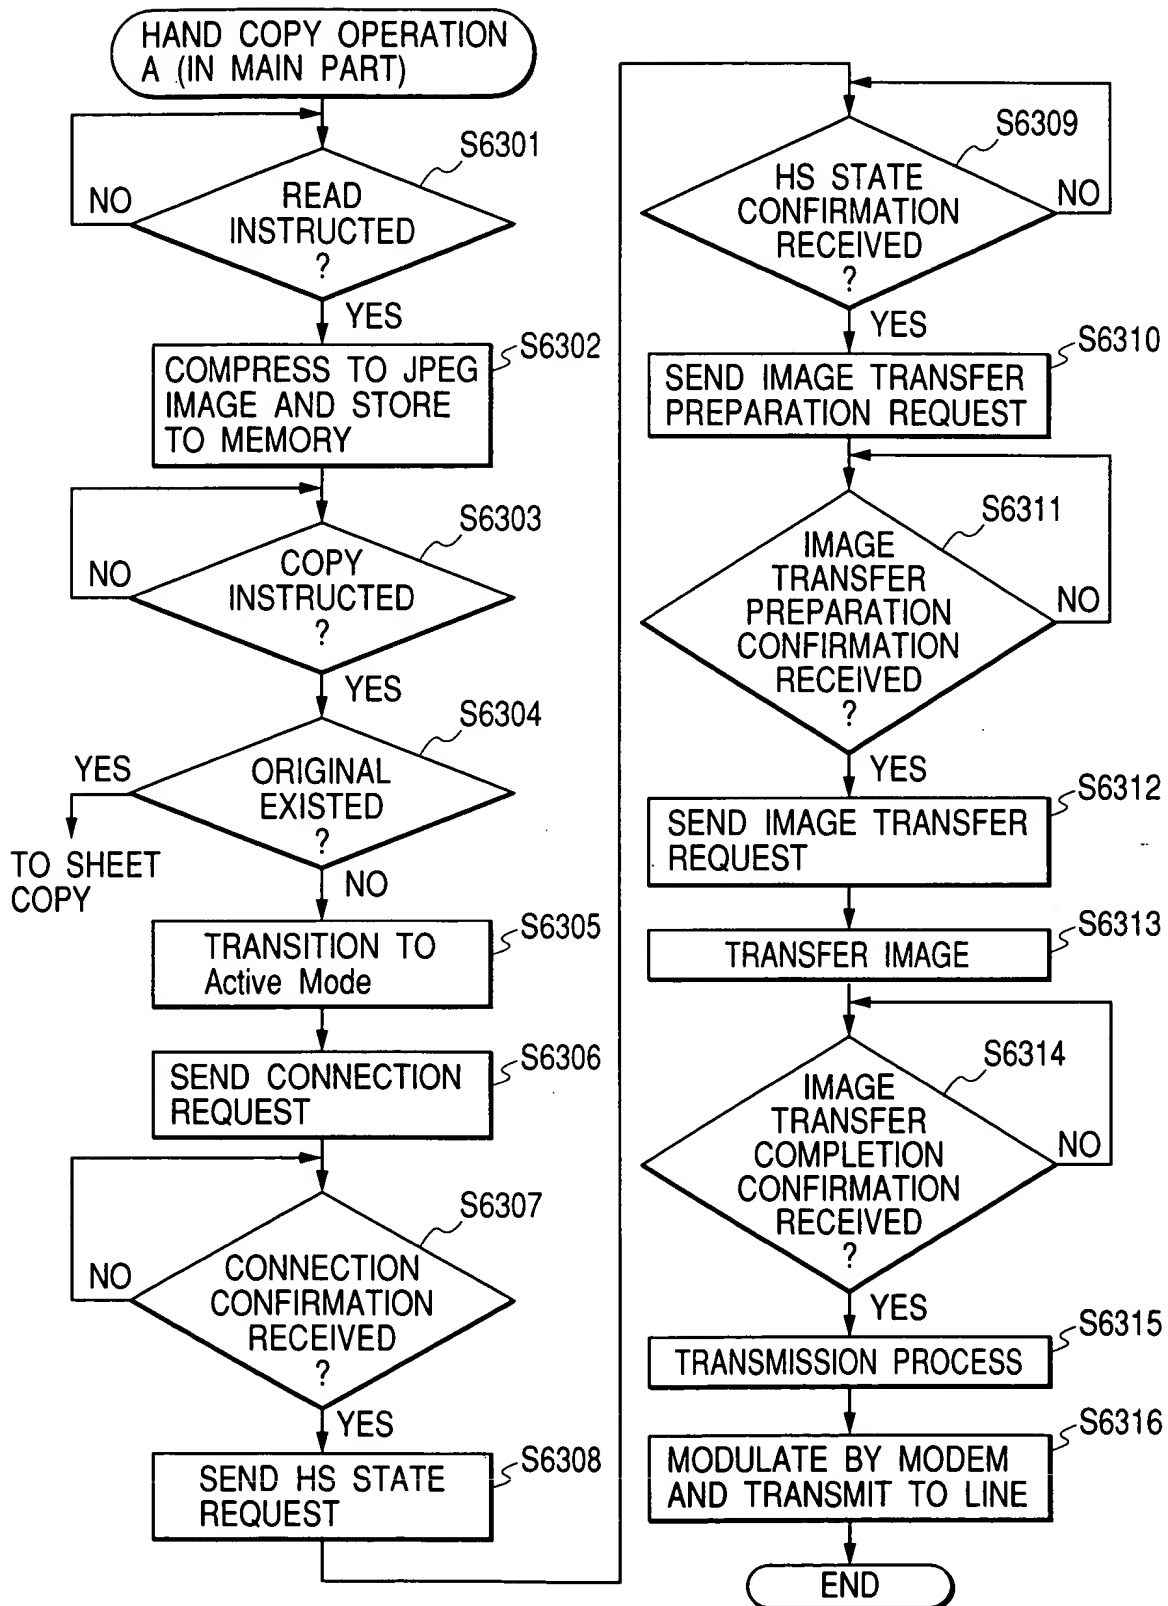 HAND COPY OPERATION
A (IN MAIN PART)
S6301
NO
READ
INSTRUCTED
?
YES
S6302
COMPRESS TO JPEG
IMAGE AND STORE
TO MEMORY
S6303
NO
COPY
INSTRUCTED
?
YES
S6304
YES
ORIGINAL
EXISTED
?
TO SHEET
COPY
NO
S6305
TRANSITION TO
Active Mode
S6306
SEND CONNECTION
REQUEST
S6307
NO
CONNECTION
CONFIRMATION
RECEIVED
?
YES
S6308
SEND HS STATE
REQUEST
S6309
HS STATE
CONFIRMATION
RECEIVED
?
NO
YES
S6310
SEND IMAGE TRANSFER
PREPARATION REQUEST
S6311
IMAGE
TRANSFER
PREPARATION
CONFIRMATION
RECEIVED
?
NO
YES
S6312
SEND IMAGE TRANSFER
REQUEST
S6313
TRANSFER IMAGE
S6314
IMAGE
TRANSFER
COMPLETION
CONFIRMATION
RECEIVED
?
NO
YES
S6315
TRANSMISSION PROCESS
S6316
MODULATE BY MODEM
AND TRANSMIT TO LINE
END